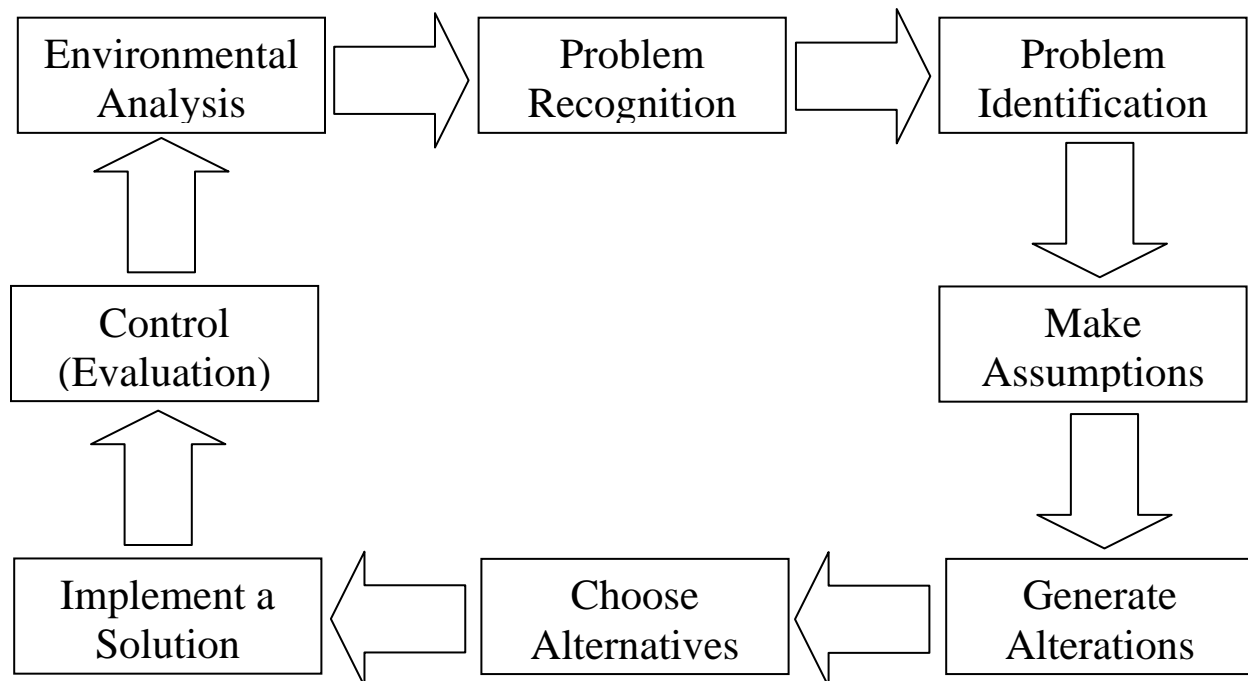 Environmental
Analysis
Problem
Recognition
Problem
Identification
Control
(Evaluation)
Make
Assumptions
Implement a
Solution
Choose
Alternatives
Generate
Alterations